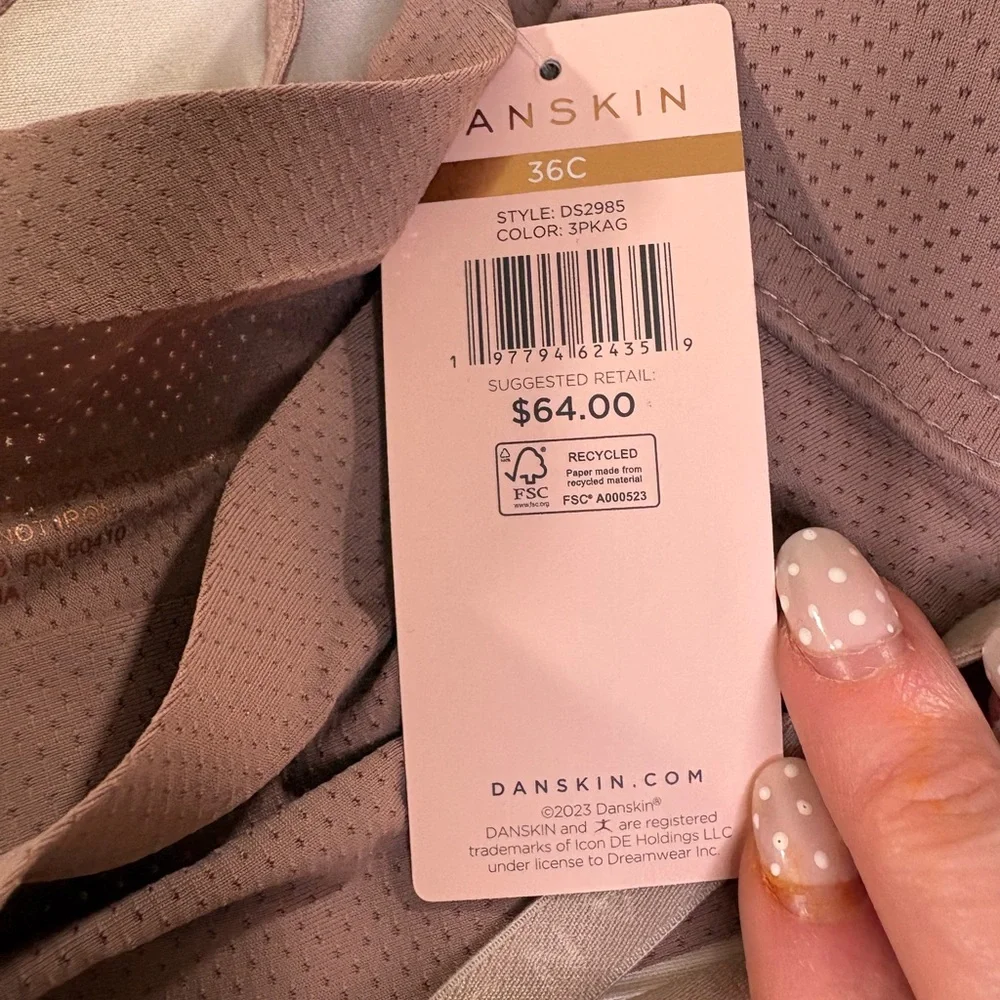 ANSKIN
36C
STYLE: DS2985
COLOR: 3PKAG
1 97794 62435 9
SUGGESTED RETAIL:
$64.00
FSC
www.fsc.org
RECYCLED
Paper made from
recycled material
FSC® A000523
NOT IRON
RN 90410
DANSKIN.COM
©2023 Danskin®
DANSKIN and are registered
trademarks of Icon DE Holdings LLC
under license to Dreamwear Inc.